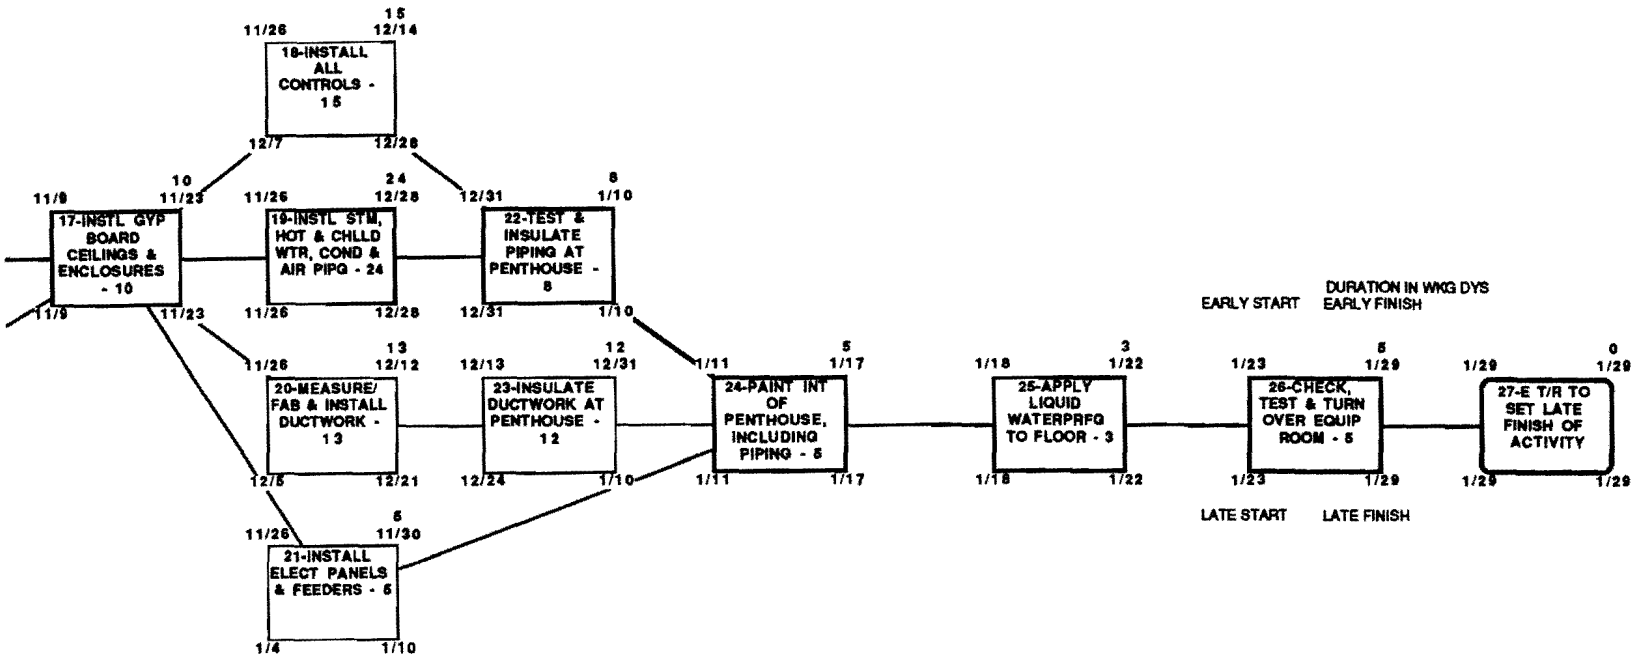 15
11/26 12/14
18-INSTALL
ALL
CONTROLS -
15
12/7 12/28
10
11/9 11/23
17-INSTL GYP
BOARD
CEILINGS &
ENCLOSURES
- 10
11/9 11/23
24
11/26 12/28
19-INSTL STM,
HOT & CHLLD
WTR, COND &
AIR PIPG - 24
11/26 12/28
8
12/31 1/10
22-TEST &
INSULATE
PIPING AT
PENTHOUSE -
8
12/31 1/10
13
11/26 12/12
20-MEASURE/
FAB & INSTALL
DUCTWORK -
13
12/5 12/21
12
12/13 12/31
23-INSULATE
DUCTWORK AT
PENTHOUSE -
12
12/24 1/10
5
11/26 11/30
21-INSTALL
ELECT PANELS
& FEEDERS - 5
1/4 1/10
5
1/11 1/17
24-PAINT INT
OF
PENTHOUSE,
INCLUDING
PIPING - 5
1/11 1/17
3
1/18 1/22
25-APPLY
LIQUID
WATERPRFG
TO FLOOR - 3
1/18 1/22
DURATION IN WKG DYS
EARLY START EARLY FINISH
5
1/23 1/29
26-CHECK,
TEST & TURN
OVER EQUIP
ROOM - 5
1/23 1/29
LATE START LATE FINISH
0
1/29 1/29
27-E T/R TO
SET LATE
FINISH OF
ACTIVITY
1/29 1/29